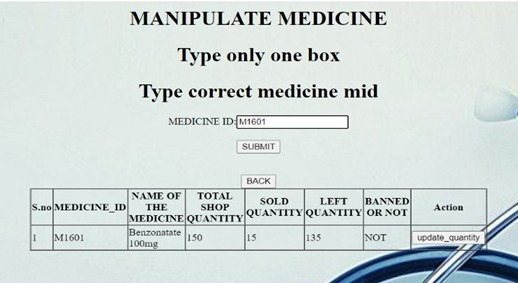 MANIPULATE MEDICINE
Type only one box
Type correct medicine mid
MEDICINE ID: M1601
SUBMIT
BACK
S.no MEDICINE_ID NAME OF THE MEDICINE TOTAL SHOP QUANTITY SOLD QUANTITY LEFT QUANTITY BANNED OR NOT Action
1 M1601 Benzonatate 100mg 150 15 135 NOT update_quantity